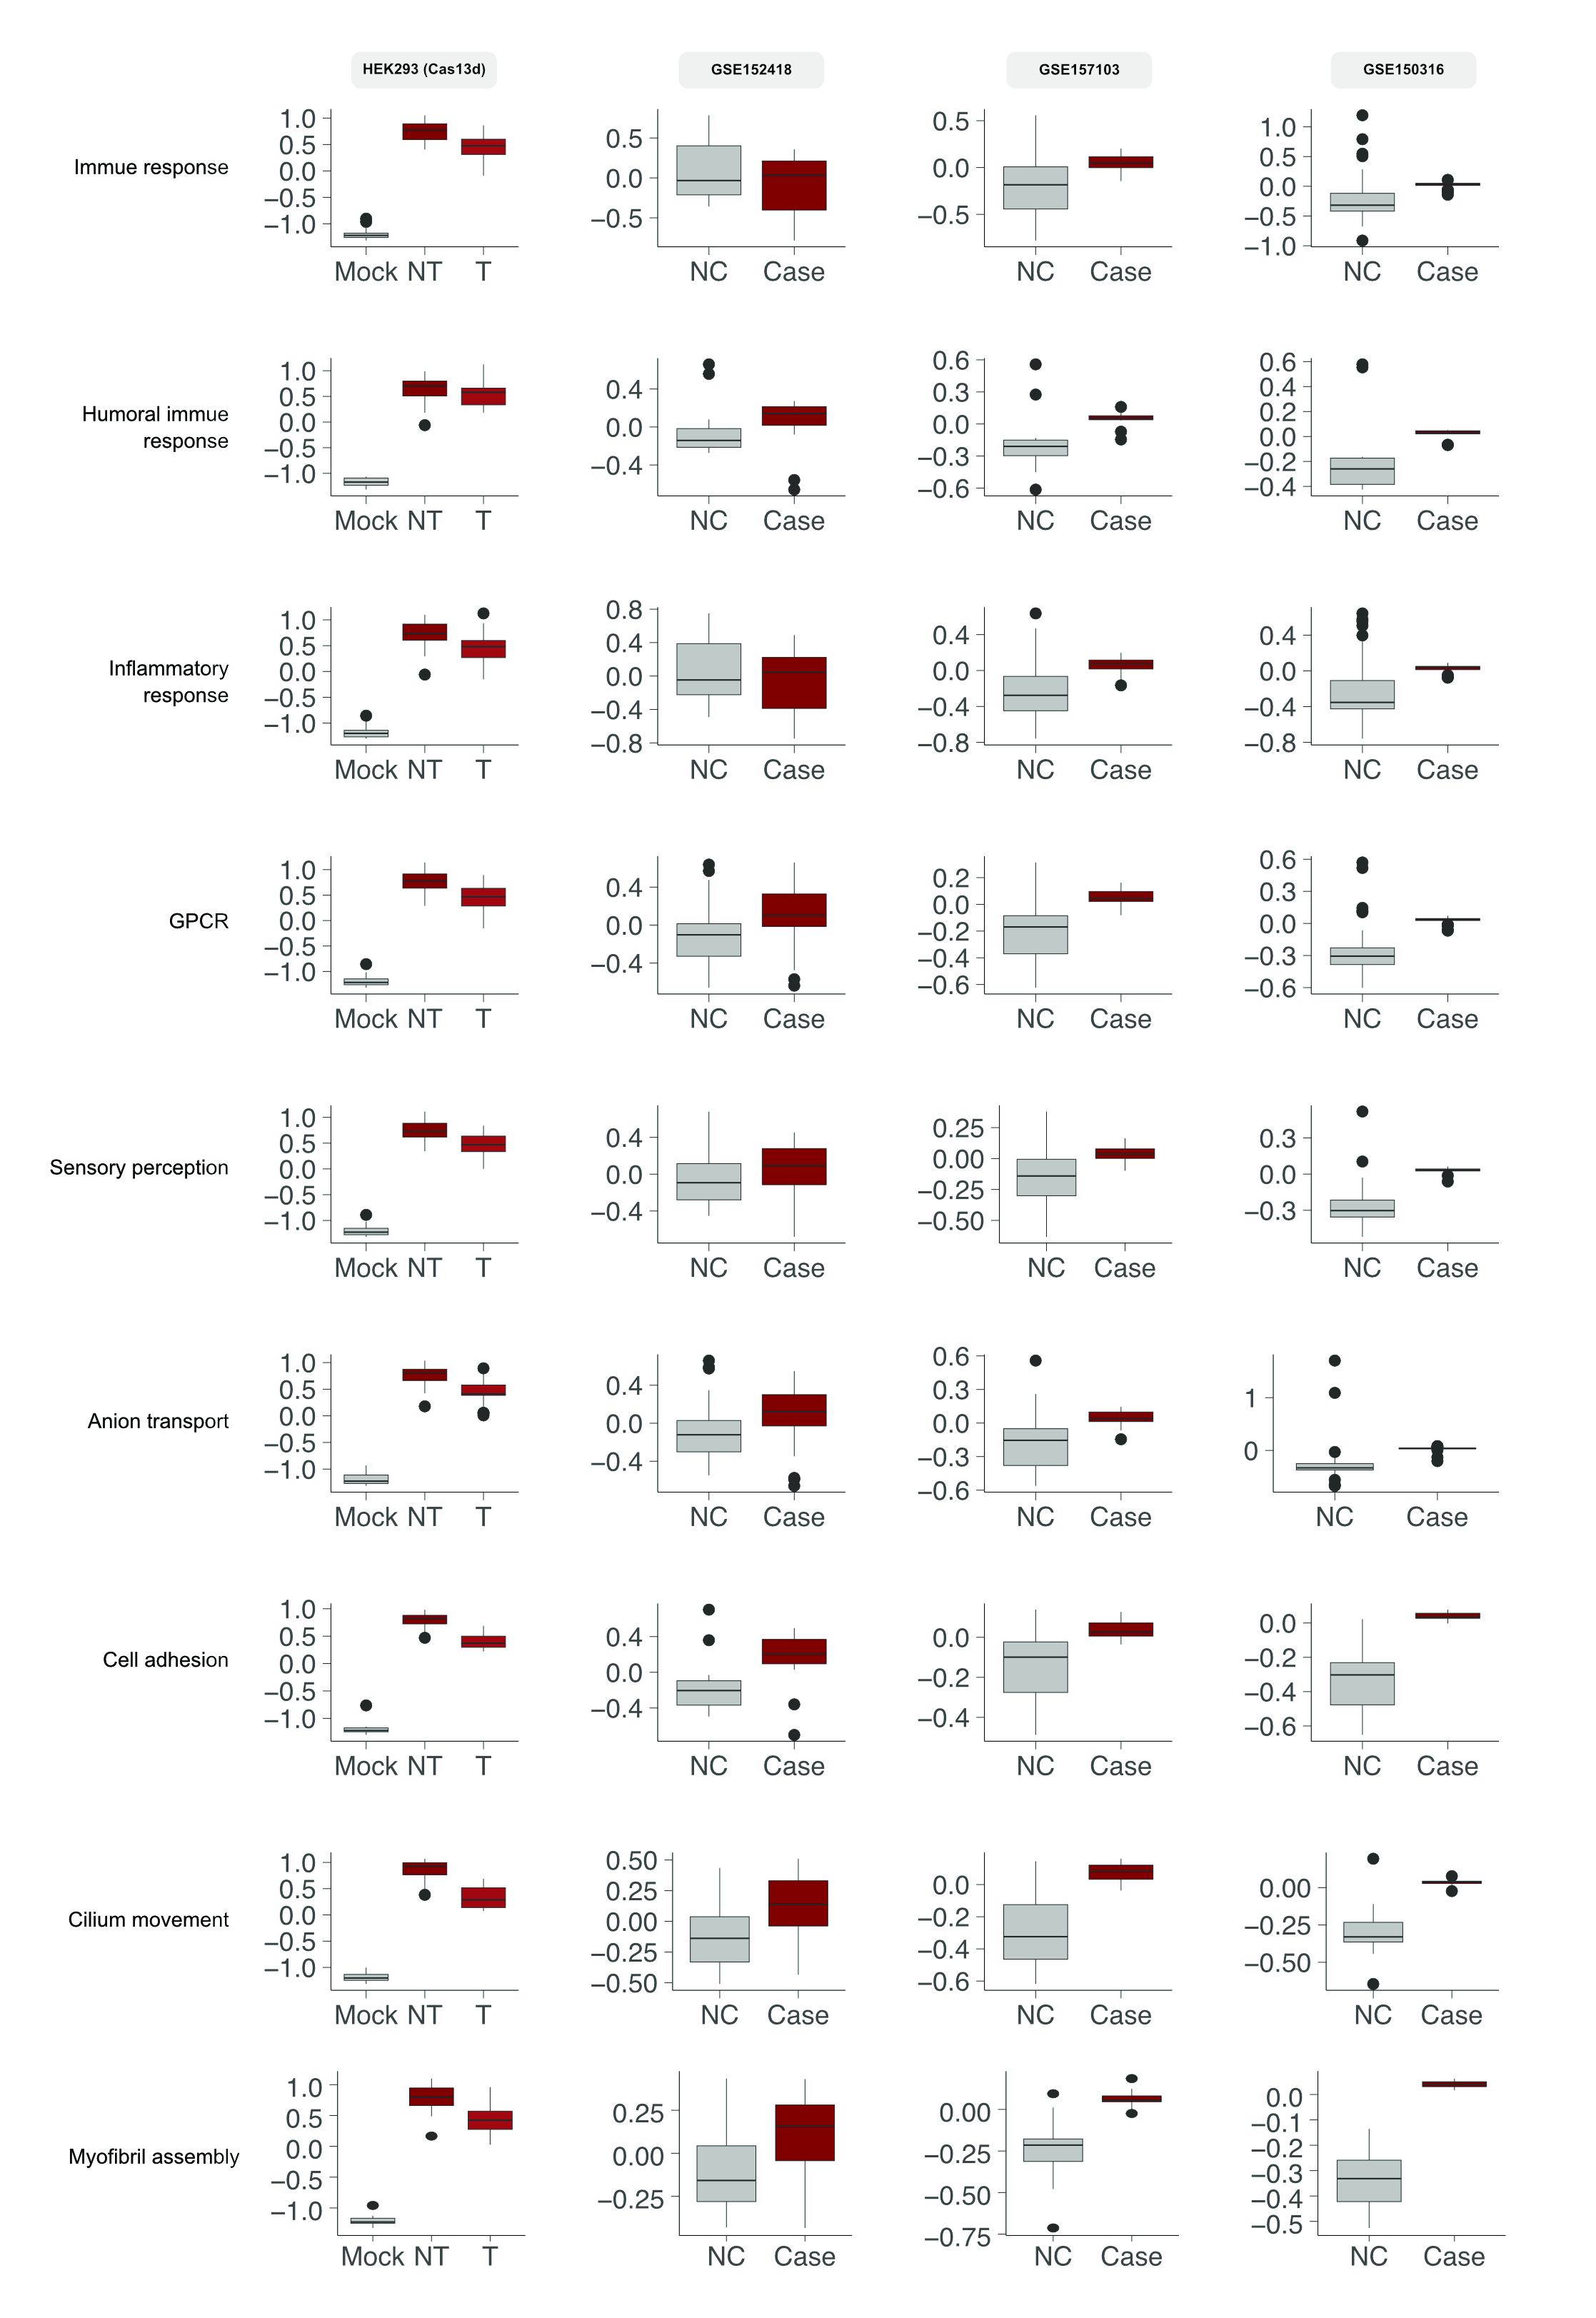 HEK293 (Cas13d) GSE152418 GSE157103 GSE150316
Immue response
1.0 0.5 0.0 −0.5 −1.0
Mock NT T
0.5 0.0 −0.5
NC Case
0.5 0.0 −0.5
NC Case
1.0 0.5 0.0 −0.5 −1.0
NC Case
Humoral immue
response
1.0 0.5 0.0 −0.5 −1.0
Mock NT T
0.4 0.0 −0.4
NC Case
0.6 0.3 0.0 −0.3 −0.6
NC Case
0.6 0.4 0.2 0.0 −0.2 −0.4
NC Case
Inflammatory
response
1.0 0.5 0.0 −0.5 −1.0
Mock NT T
0.8 0.4 0.0 −0.4 −0.8
NC Case
0.4 0.0 −0.4 −0.8
NC Case
0.4 0.0 −0.4 −0.8
NC Case
GPCR
1.0 0.5 0.0 −0.5 −1.0
Mock NT T
0.4 0.0 −0.4
NC Case
0.2 0.0 −0.2 −0.4 −0.6
NC Case
0.6 0.3 0.0 −0.3 −0.6
NC Case
Sensory perception
1.0 0.5 0.0 −0.5 −1.0
Mock NT T
0.4 0.0 −0.4
NC Case
0.25 0.00 −0.25 −0.50
NC Case
0.3 0.0 −0.3
NC Case
Anion transport
1.0 0.5 0.0 −0.5 −1.0
Mock NT T
0.4 0.0 −0.4
NC Case
0.6 0.3 0.0 −0.3 −0.6
NC Case
1 0
NC Case
Cell adhesion
1.0 0.5 0.0 −0.5 −1.0
Mock NT T
0.4 0.0 −0.4
NC Case
0.0 −0.2 −0.4
NC Case
0.0 −0.2 −0.4 −0.6
NC Case
Cilium movement
1.0 0.5 0.0 −0.5 −1.0
Mock NT T
0.50 0.25 0.00 −0.25 −0.50
NC Case
0.0 −0.2 −0.4 −0.6
NC Case
0.00 −0.25 −0.50
NC Case
Myofibril assembly
1.0 0.5 0.0 −0.5 −1.0
Mock NT T
0.25 0.00 −0.25
NC Case
0.00 −0.25 −0.50 −0.75
NC Case
0.0 −0.1 −0.2 −0.3 −0.4 −0.5
NC Case